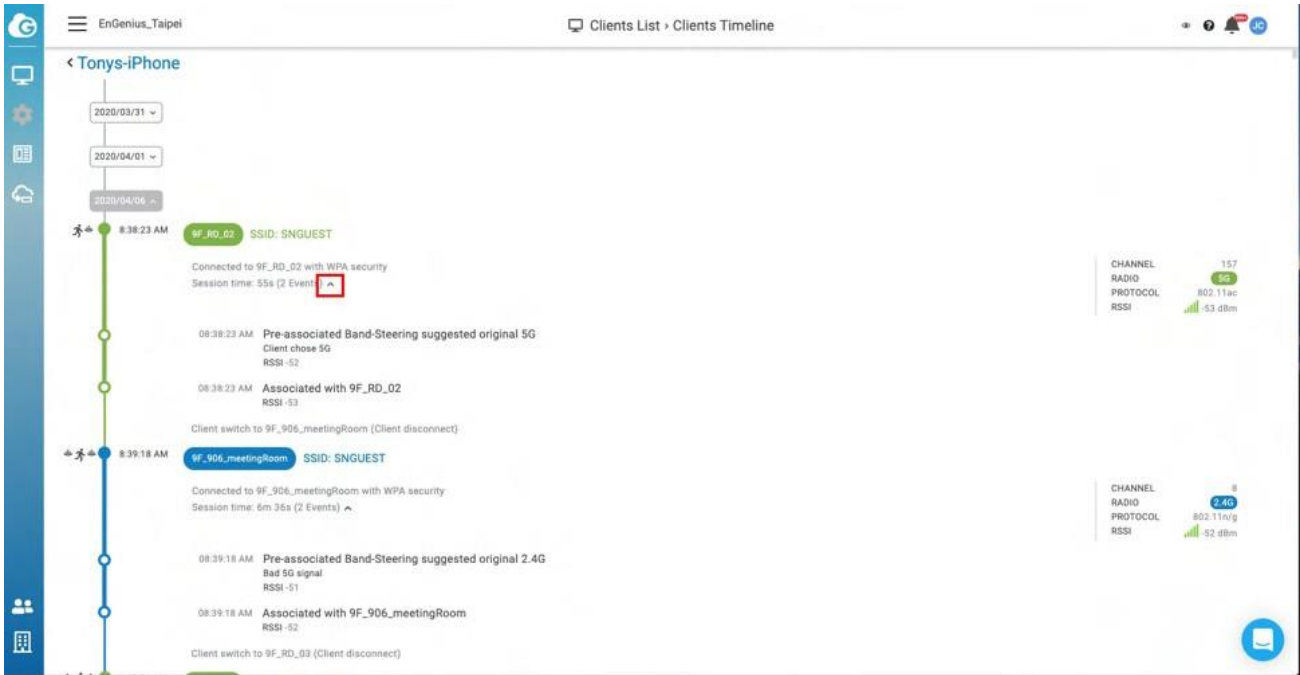 EnGenius_Taipei
Clients List › Clients Timeline
JC
Tonys-iPhone
2020/03/31
2020/04/01
2020/04/06
8:38:23 AM
9F_RD_02 SSID: SNGUEST
Connected to 9F_RD_02 with WPA security
Session time: 55s (2 Events)
CHANNEL 157
RADIO 5G
PROTOCOL 802.11ac
RSSI -53 dBm
08:38:23 AM Pre-associated Band-Steering suggested original 5G
Client chose 5G
RSSI -52
08:38:23 AM Associated with 9F_RD_02
RSSI -53
Client switch to 9F_906_meetingRoom (Client disconnect)
8:39:18 AM
9F_906_meetingRoom SSID: SNGUEST
Connected to 9F_906_meetingRoom with WPA security
Session time: 6m 36s (2 Events)
CHANNEL 8
RADIO 2.4G
PROTOCOL 802.11n/g
RSSI -52 dBm
08:39:18 AM Pre-associated Band-Steering suggested original 2.4G
Bad 5G signal
RSSI -51
08:39:18 AM Associated with 9F_906_meetingRoom
RSSI -52
Client switch to 9F_RD_03 (Client disconnect)